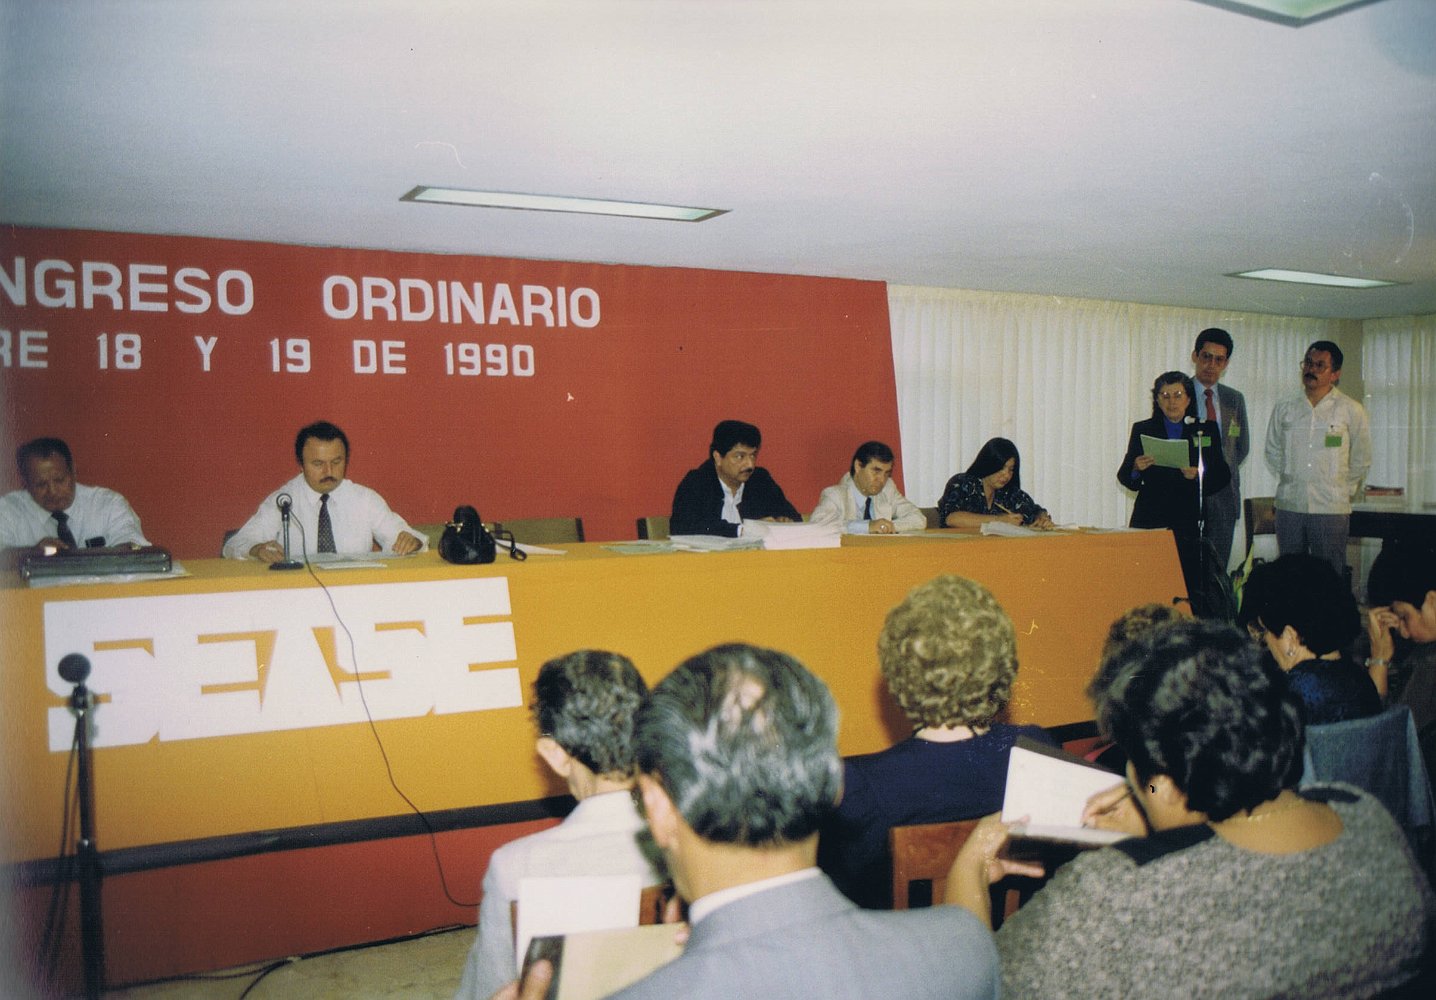 NGRESO ORDINARIO
RE 18 Y 19 DE 1990
SEASE